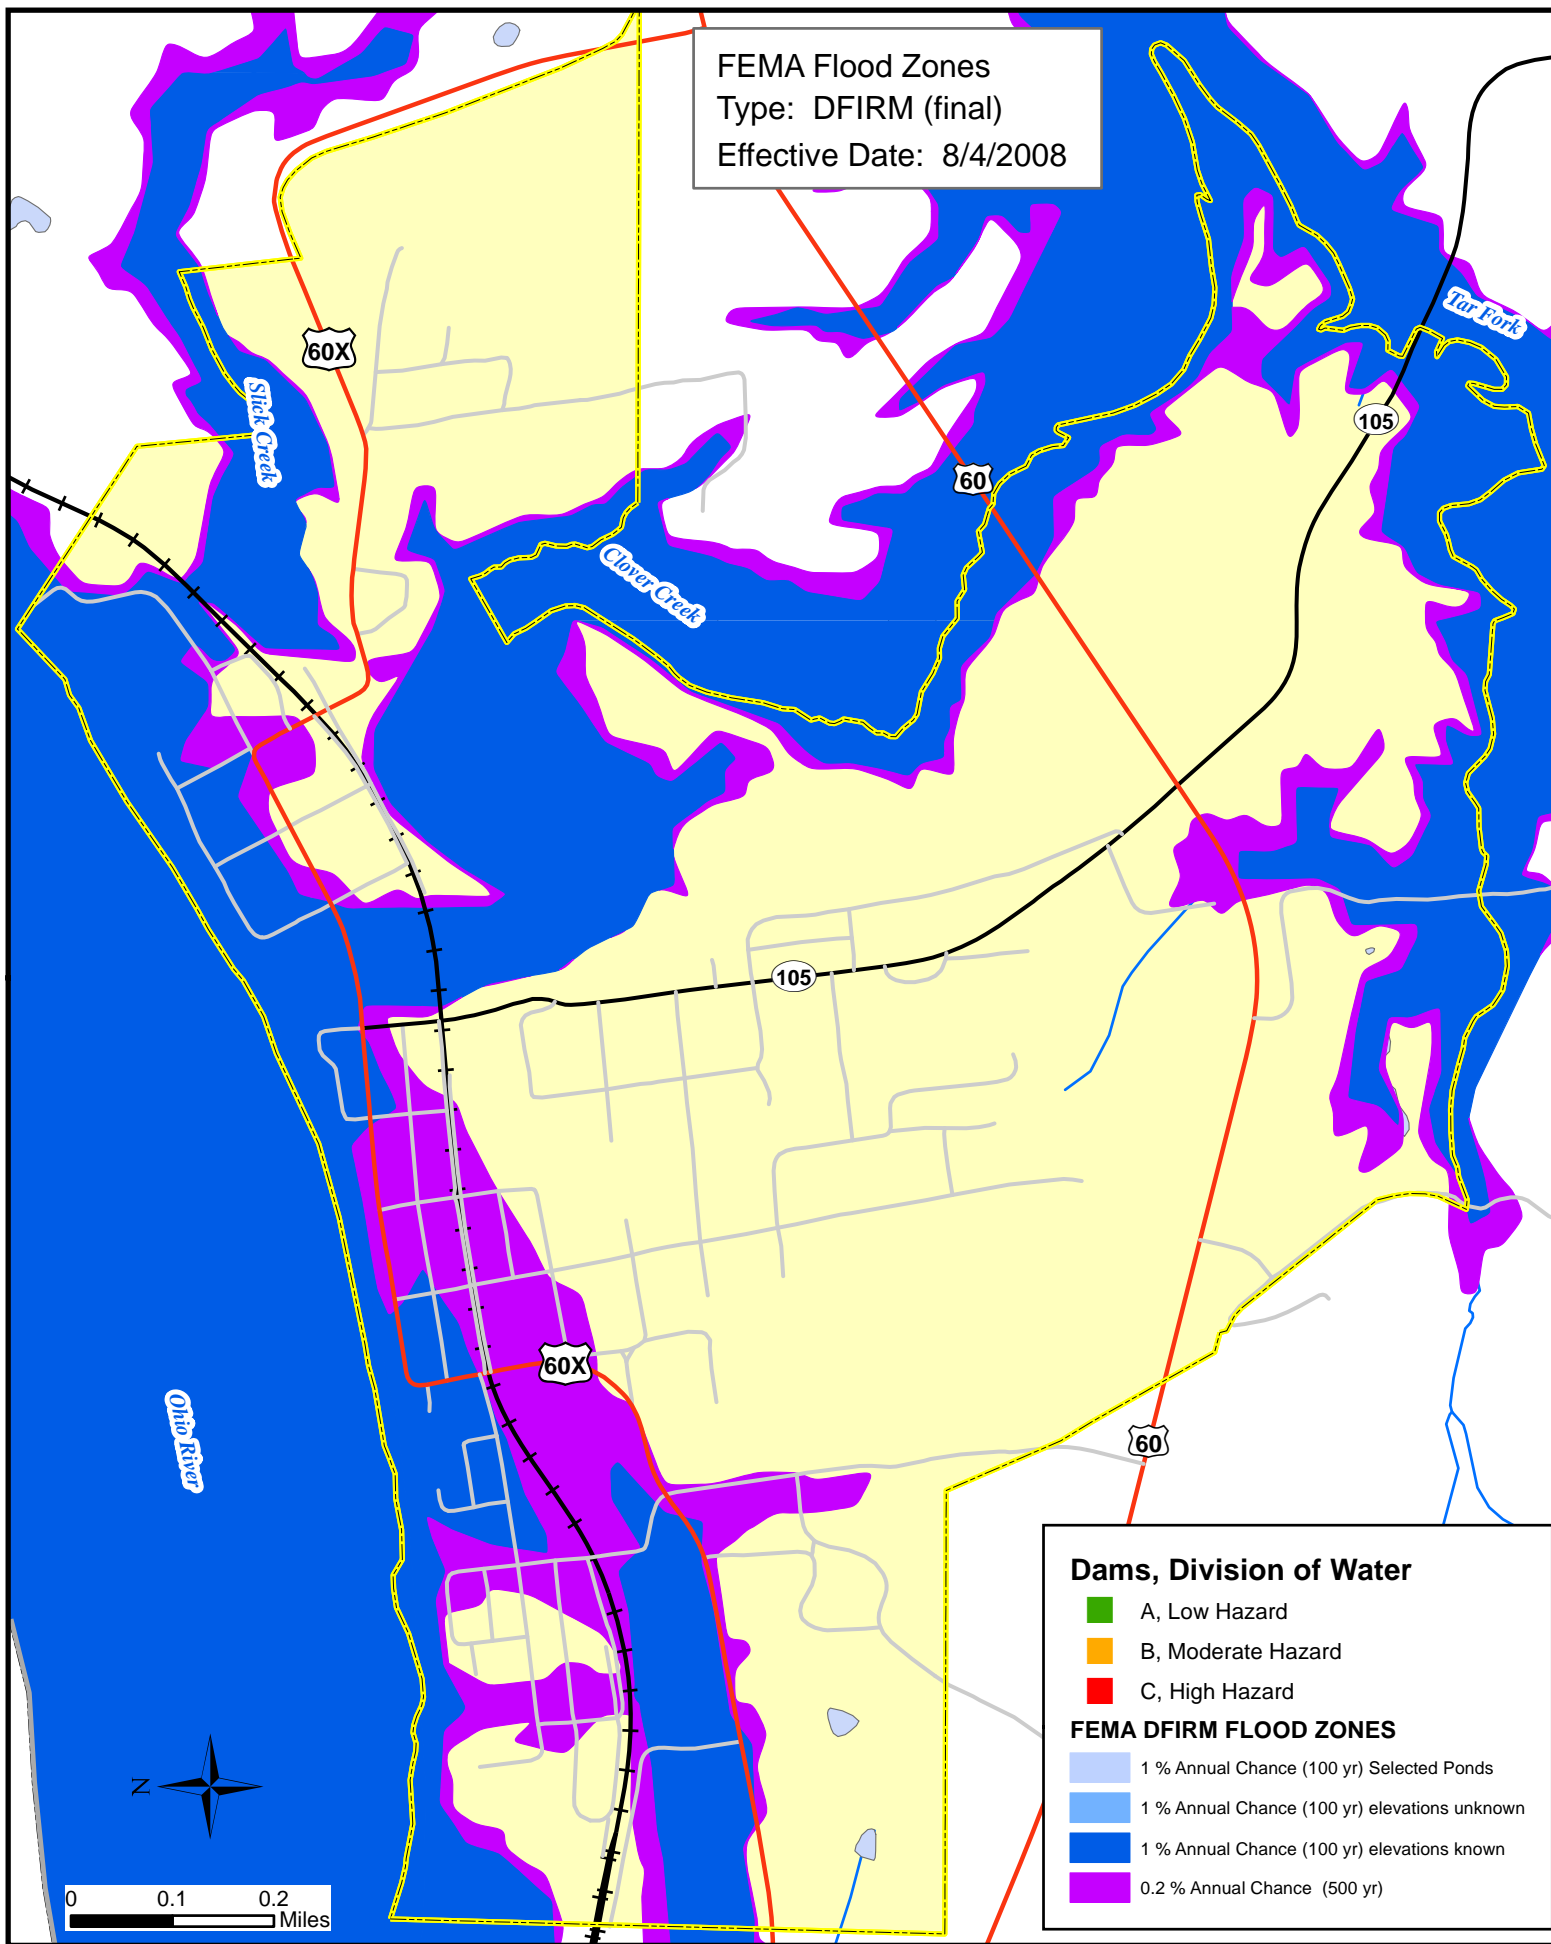 FEMA Flood Zones
Type: DFIRM (final)
Effective Date: 8/4/2008
Tar Fork
60X
Slick Creek
105
60
Clover Creek
105
60X
Ohio River
60
N
0 0.1 0.2
Miles
Dams, Division of Water
A, Low Hazard
B, Moderate Hazard
C, High Hazard
FEMA DFIRM FLOOD ZONES
1 % Annual Chance (100 yr) Selected Ponds
1 % Annual Chance (100 yr) elevations unknown
1 % Annual Chance (100 yr) elevations known
0.2 % Annual Chance (500 yr)